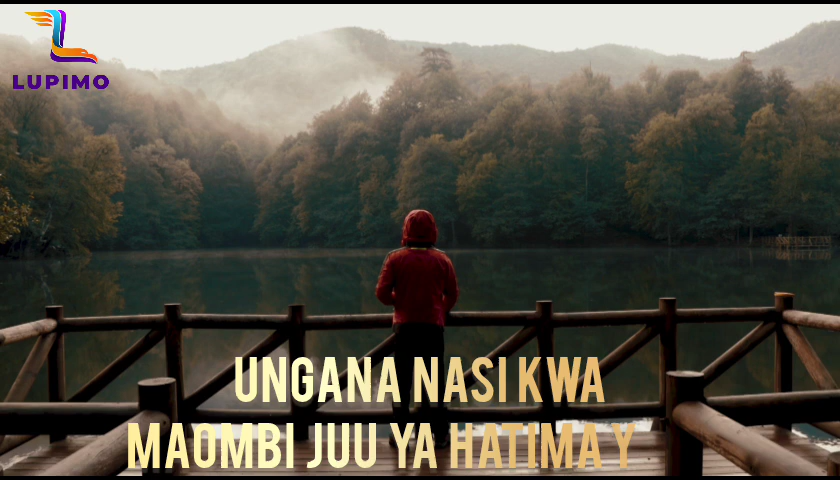 LUPIMO
UNGANA NASI KWA
MAOMBI JUU YA HATIMA Y